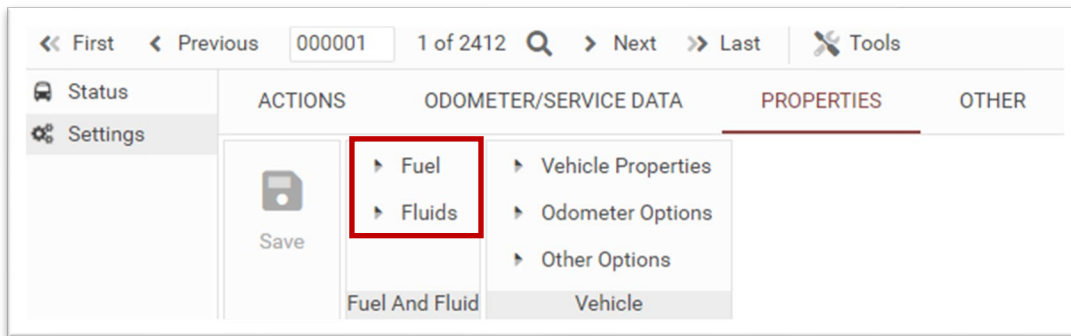 First Previous 000001 1 of 2412 Next Last Tools
Status
Settings
ACTIONS ODOMETER/SERVICE DATA PROPERTIES OTHER
Save
Fuel
Fluids
Fuel And Fluid
Vehicle Properties
Odometer Options
Other Options
Vehicle